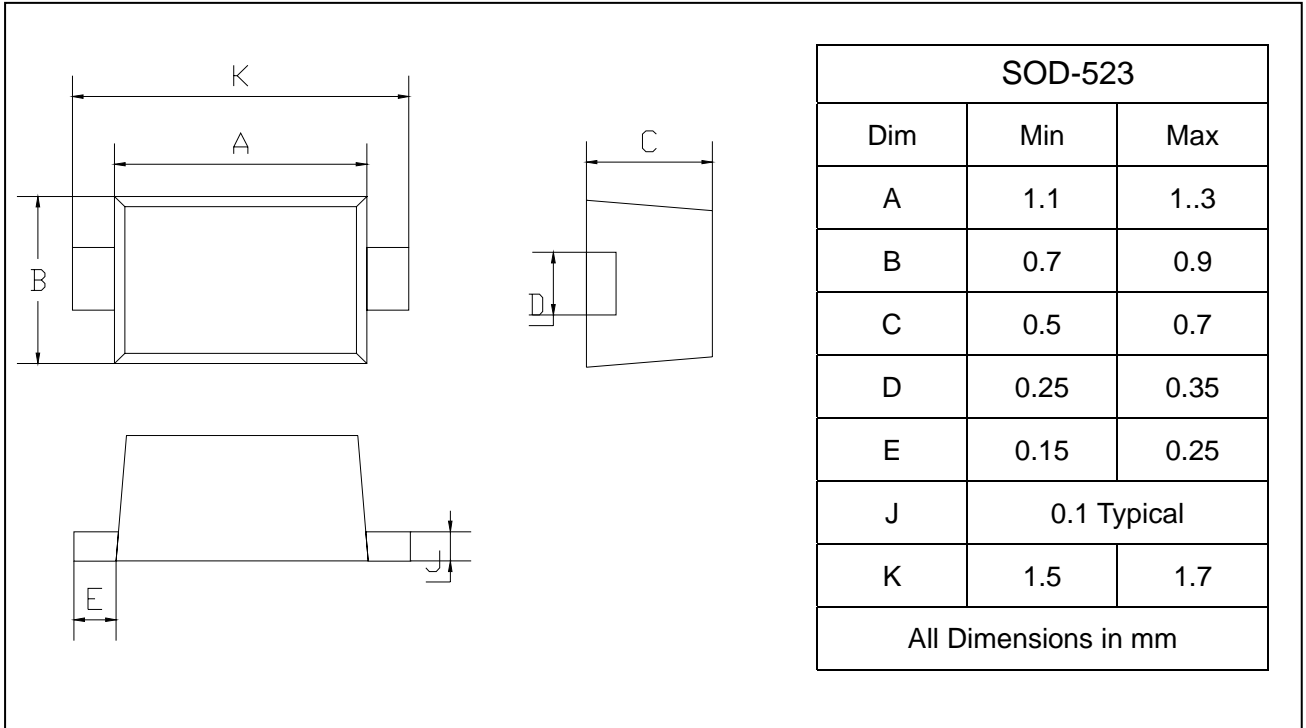 K
A
B
C
D
E
J
SOD-523
Dim Min Max
A 1.1 1..3
B 0.7 0.9
C 0.5 0.7
D 0.25 0.35
E 0.15 0.25
J 0.1 Typical
K 1.5 1.7
All Dimensions in mm